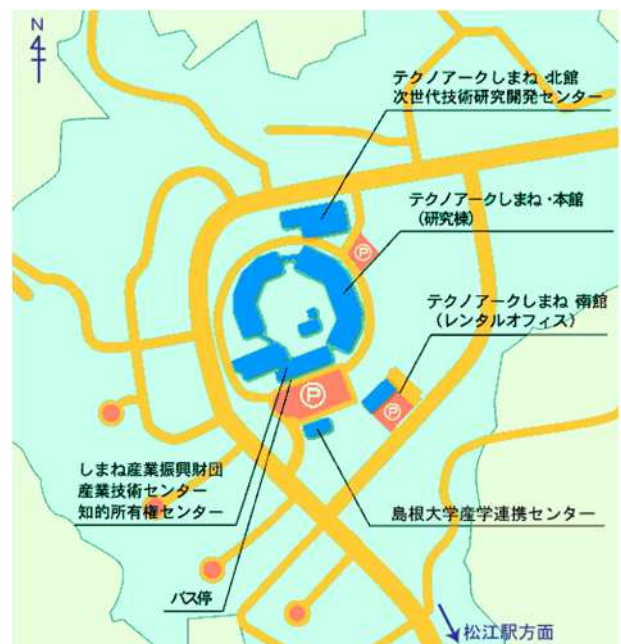 N
テクノアークしまね・北館
次世代技術研究開発センター
テクノアークしまね・本館
(研究棟)
P
テクノアークしまね 南館
(レンタルオフィス)
P
P
しまね産業振興財団
産業技術センター
知的所有権センター
島根大学産学連携センター
バス停
松江駅方面